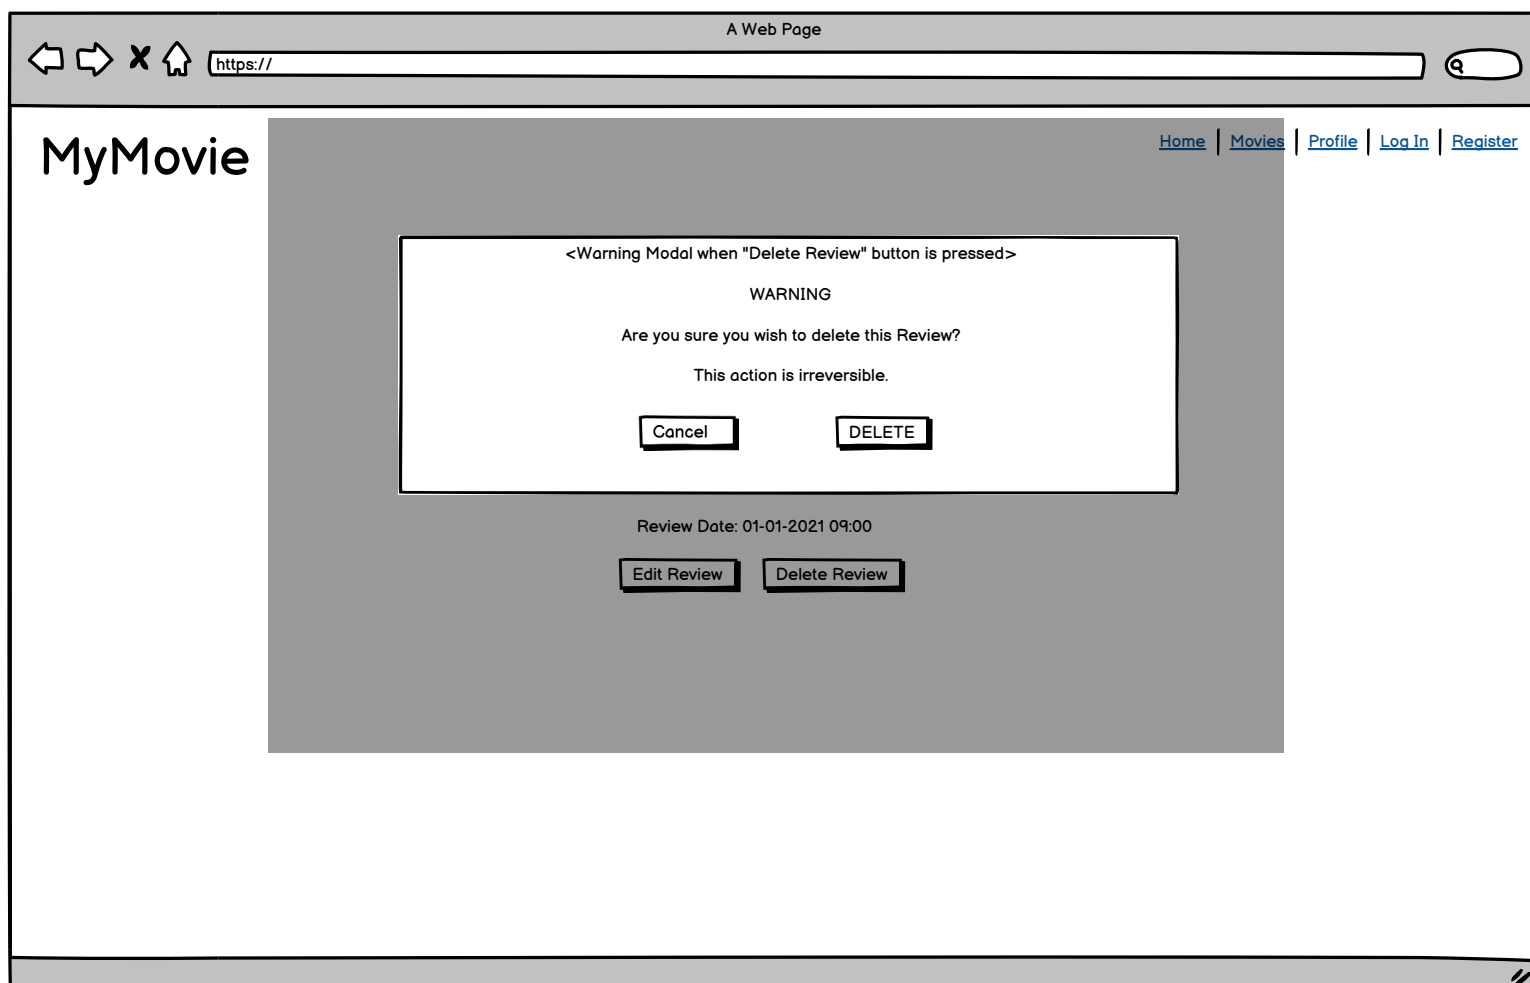 A Web Page
https://
MyMovie
Home | Movies | Profile | Log In | Register
<Warning Modal when "Delete Review" button is pressed>
WARNING
Are you sure you wish to delete this Review?
This action is irreversible.
Cancel DELETE
Review Date: 01-01-2021 09:00
Edit Review Delete Review